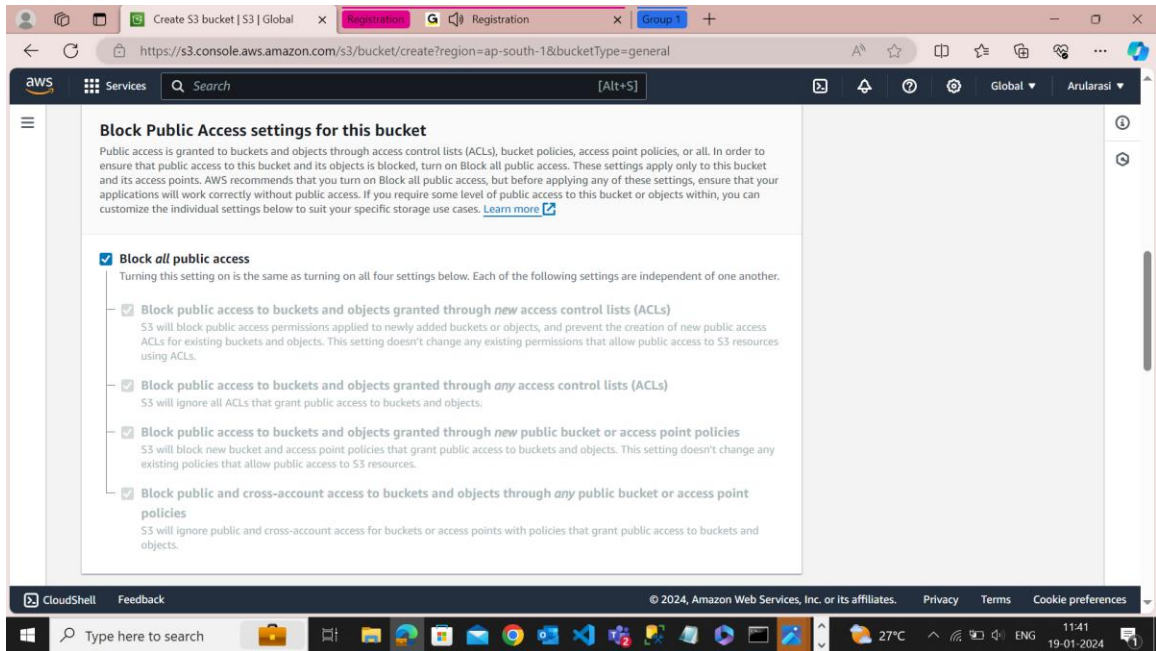 Create S3 bucket | S3 | Global
Registration
G Registration
Group 1
https://s3.console.aws.amazon.com/s3/bucket/create?region=ap-south-1&bucketType=general
aws
Services
Search
[Alt+S]
Global
Arularasi
Block Public Access settings for this bucket
Public access is granted to buckets and objects through access control lists (ACLs), bucket policies, access point policies, or all. In order to
ensure that public access to this bucket and its objects is blocked, turn on Block all public access. These settings apply only to this bucket
and its access points. AWS recommends that you turn on Block all public access, but before applying any of these settings, ensure that your
applications will work correctly without public access. If you require some level of public access to this bucket or objects within, you can
customize the individual settings below to suit your specific storage use cases. Learn more
Block all public access
Turning this setting on is the same as turning on all four settings below. Each of the following settings are independent of one another.
Block public access to buckets and objects granted through new access control lists (ACLs)
S3 will block public access permissions applied to newly added buckets or objects, and prevent the creation of new public access
ACLs for existing buckets and objects. This setting doesn't change any existing permissions that allow public access to S3 resources
using ACLs.
Block public access to buckets and objects granted through any access control lists (ACLs)
S3 will ignore all ACLs that grant public access to buckets and objects.
Block public access to buckets and objects granted through new public bucket or access point policies
S3 will block new bucket and access point policies that grant public access to buckets and objects. This setting doesn't change any
existing policies that allow public access to S3 resources.
Block public and cross-account access to buckets and objects through any public bucket or access point
policies
S3 will ignore public and cross-account access for buckets or access points with policies that grant public access to buckets and
objects.
CloudShell
Feedback
© 2024, Amazon Web Services, Inc. or its affiliates.
Privacy
Terms
Cookie preferences
Type here to search
27°C
ENG
11:41
19-01-2024